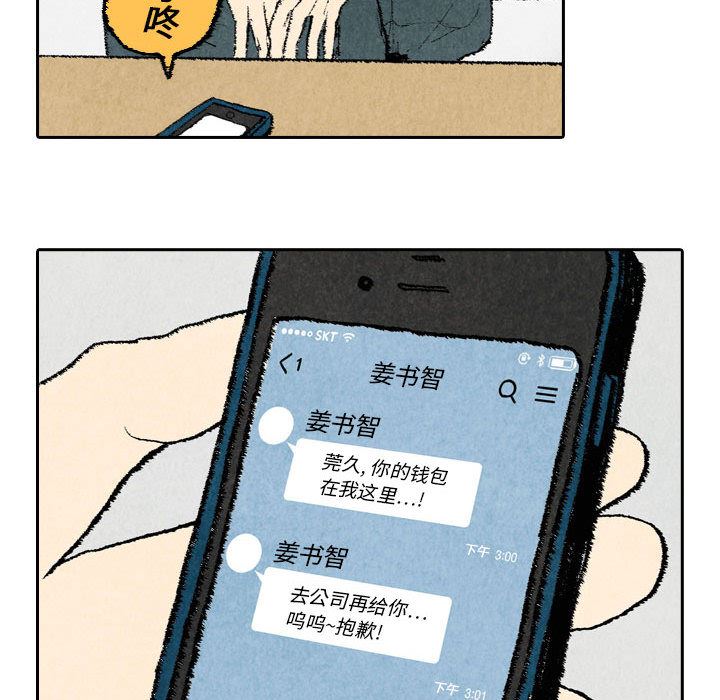 咚
SKT
1
姜书智
姜书智
莞久, 你的钱包
在我这里...!
下午 3:00
姜书智
去公司再给你...
呜呜~抱歉!
下午 3:01